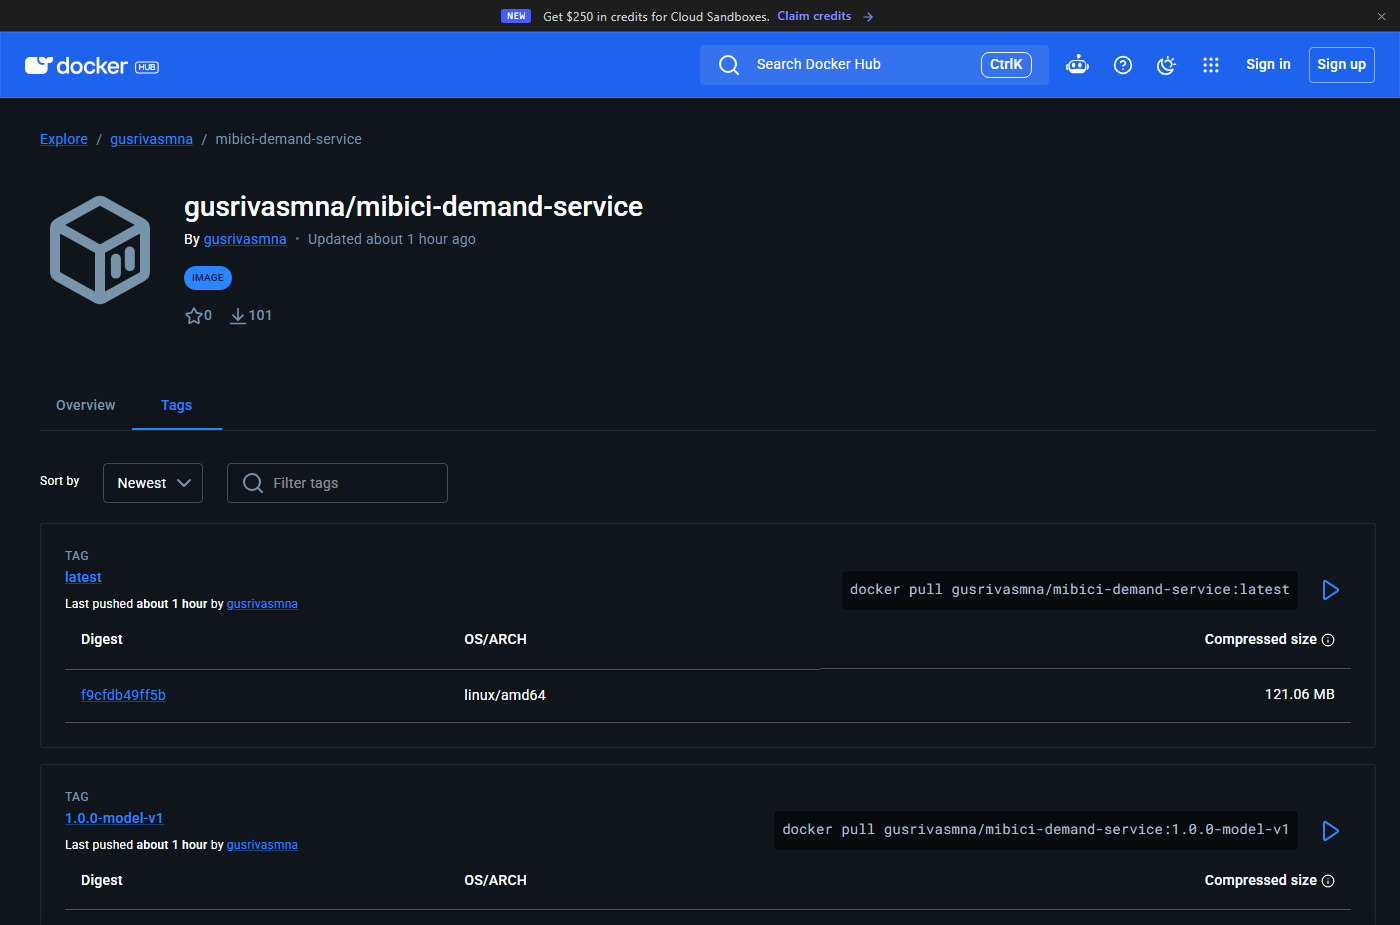 NEW Get $250 in credits for Cloud Sandboxes. Claim credits
docker HUB Search Docker Hub CtrlK Sign in Sign up
Explore / gusrivasmna / mibici-demand-service
gusrivasmna/mibici-demand-service
By gusrivasmna • Updated about 1 hour ago
IMAGE
0 101
Overview Tags
Sort by Newest Filter tags
TAG
latest
docker pull gusrivasmna/mibici-demand-service:latest
Last pushed about 1 hour by gusrivasmna
Digest OS/ARCH Compressed size
f9cfdb49ff5b linux/amd64 121.06 MB
TAG
1.0.0-model-v1
docker pull gusrivasmna/mibici-demand-service:1.0.0-model-v1
Last pushed about 1 hour by gusrivasmna
Digest OS/ARCH Compressed size